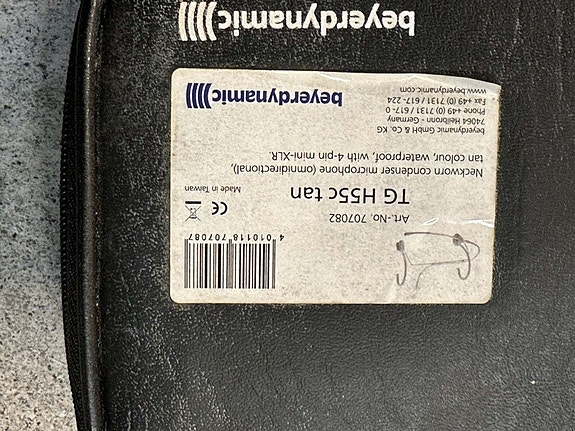 beyerdynamic
Art.-No. 707082
TG H55c tan
Neckworn condenser microphone (omnidirectional),
tan colour, waterproof, with 4-pin mini-XLR.
4 010118 707087
CE
Made in Taiwan
beyerdynamic GmbH & Co. KG
74064 Heilbronn - Germany
Phone +49 (0) 7131 / 617-0
Fax +49 (0) 7131 / 617-224
www.beyerdynamic.com
beyerdynamic